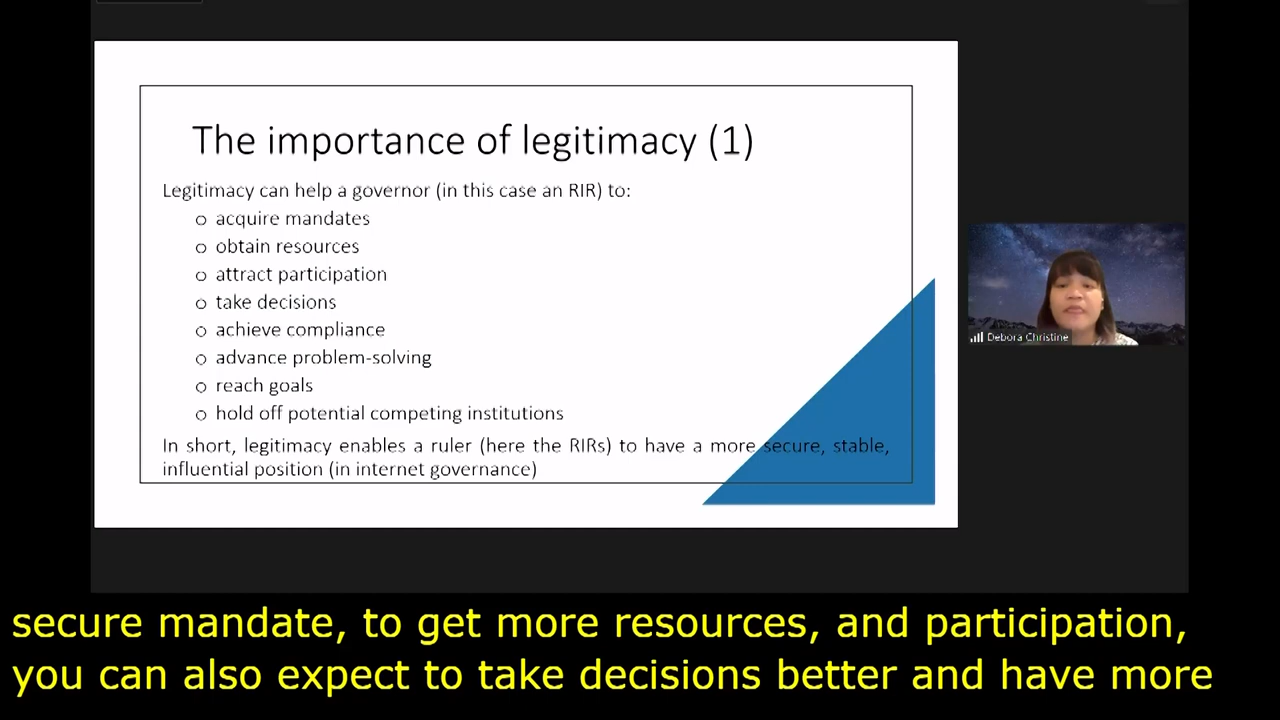 The importance of legitimacy (1)
Legitimacy can help a governor (in this case an RIR) to:
o acquire mandates
o obtain resources
o attract participation
o take decisions
o achieve compliance
o advance problem-solving
o reach goals
o hold off potential competing institutions
In short, legitimacy enables a ruler (here the RIRs) to have a more secure, stable,
influential position (in internet governance)
Debora Christine
secure mandate, to get more resources, and participation,
you can also expect to take decisions better and have more